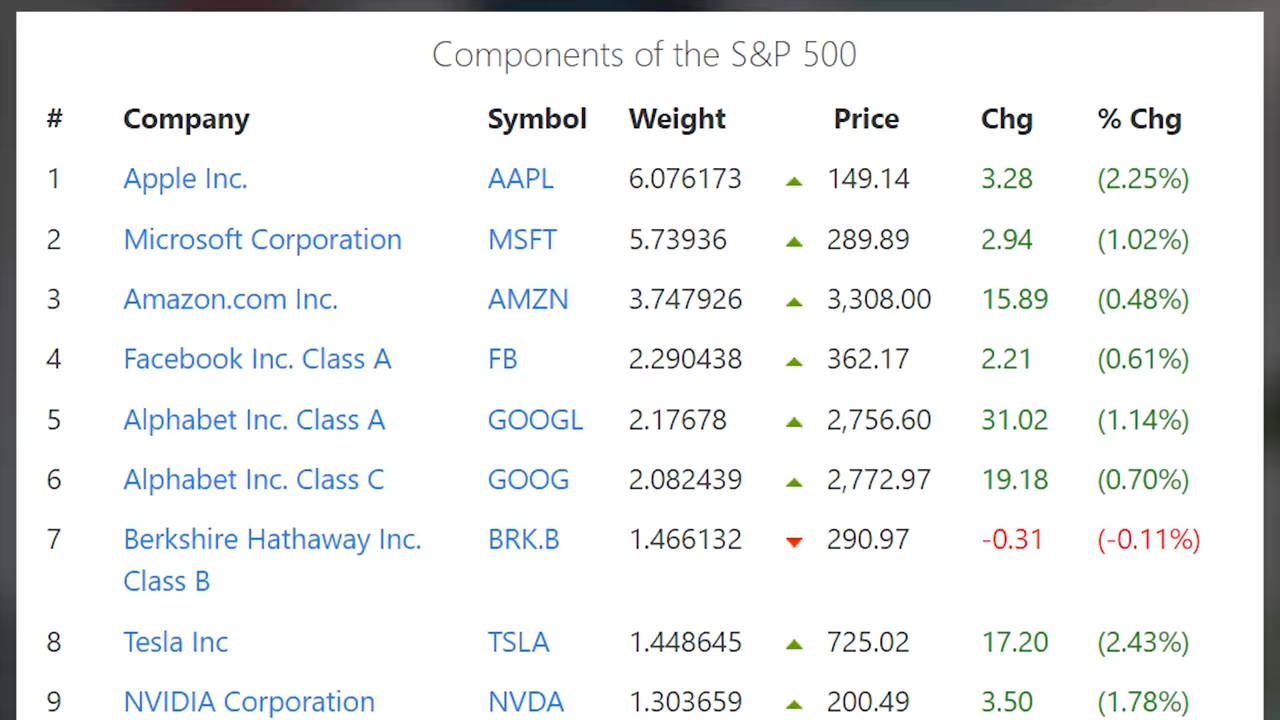 Components of the S&P 500
# Company Symbol Weight Price Chg % Chg
1 Apple Inc. AAPL 6.076173 149.14 3.28 (2.25%)
2 Microsoft Corporation MSFT 5.73936 289.89 2.94 (1.02%)
3 Amazon.com Inc. AMZN 3.747926 3,308.00 15.89 (0.48%)
4 Facebook Inc. Class A FB 2.290438 362.17 2.21 (0.61%)
5 Alphabet Inc. Class A GOOGL 2.17678 2,756.60 31.02 (1.14%)
6 Alphabet Inc. Class C GOOG 2.082439 2,772.97 19.18 (0.70%)
7 Berkshire Hathaway Inc. BRK.B 1.466132 290.97 -0.31 (-0.11%)
Class B
8 Tesla Inc TSLA 1.448645 725.02 17.20 (2.43%)
9 NVIDIA Corporation NVDA 1.303659 200.49 3.50 (1.78%)